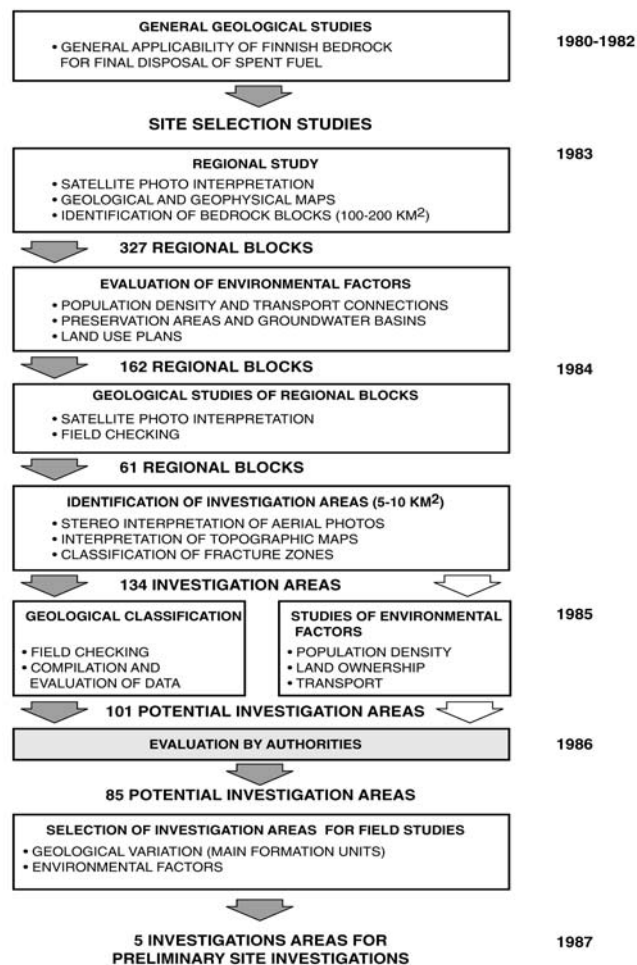 GENERAL GEOLOGICAL STUDIES
• GENERAL APPLICABILITY OF FINNISH BEDROCK
FOR FINAL DISPOSAL OF SPENT FUEL
1980-1982
SITE SELECTION STUDIES
1983
REGIONAL STUDY
• SATELLITE PHOTO INTERPRETATION
• GEOLOGICAL AND GEOPHYSICAL MAPS
• IDENTIFICATION OF BEDROCK BLOCKS (100-200 KM²)
327 REGIONAL BLOCKS
EVALUATION OF ENVIRONMENTAL FACTORS
• POPULATION DENSITY AND TRANSPORT CONNECTIONS
• PRESERVATION AREAS AND GROUNDWATER BASINS
• LAND USE PLANS
162 REGIONAL BLOCKS
1984
GEOLOGICAL STUDIES OF REGIONAL BLOCKS
• SATELLITE PHOTO INTERPRETATION
• FIELD CHECKING
61 REGIONAL BLOCKS
IDENTIFICATION OF INVESTIGATION AREAS (5-10 KM²)
• STEREO INTERPRETATION OF AERIAL PHOTOS
• INTERPRETATION OF TOPOGRAPHIC MAPS
• CLASSIFICATION OF FRACTURE ZONES
134 INVESTIGATION AREAS
1985
GEOLOGICAL CLASSIFICATION
• FIELD CHECKING
• COMPILATION AND
EVALUATION OF DATA
STUDIES OF ENVIRONMENTAL
FACTORS
• POPULATION DENSITY
• LAND OWNERSHIP
• TRANSPORT
101 POTENTIAL INVESTIGATION AREAS
EVALUATION BY AUTHORITIES
1986
85 POTENTIAL INVESTIGATION AREAS
SELECTION OF INVESTIGATION AREAS FOR FIELD STUDIES
• GEOLOGICAL VARIATION (MAIN FORMATION UNITS)
• ENVIRONMENTAL FACTORS
5 INVESTIGATIONS AREAS FOR
PRELIMINARY SITE INVESTIGATIONS
1987